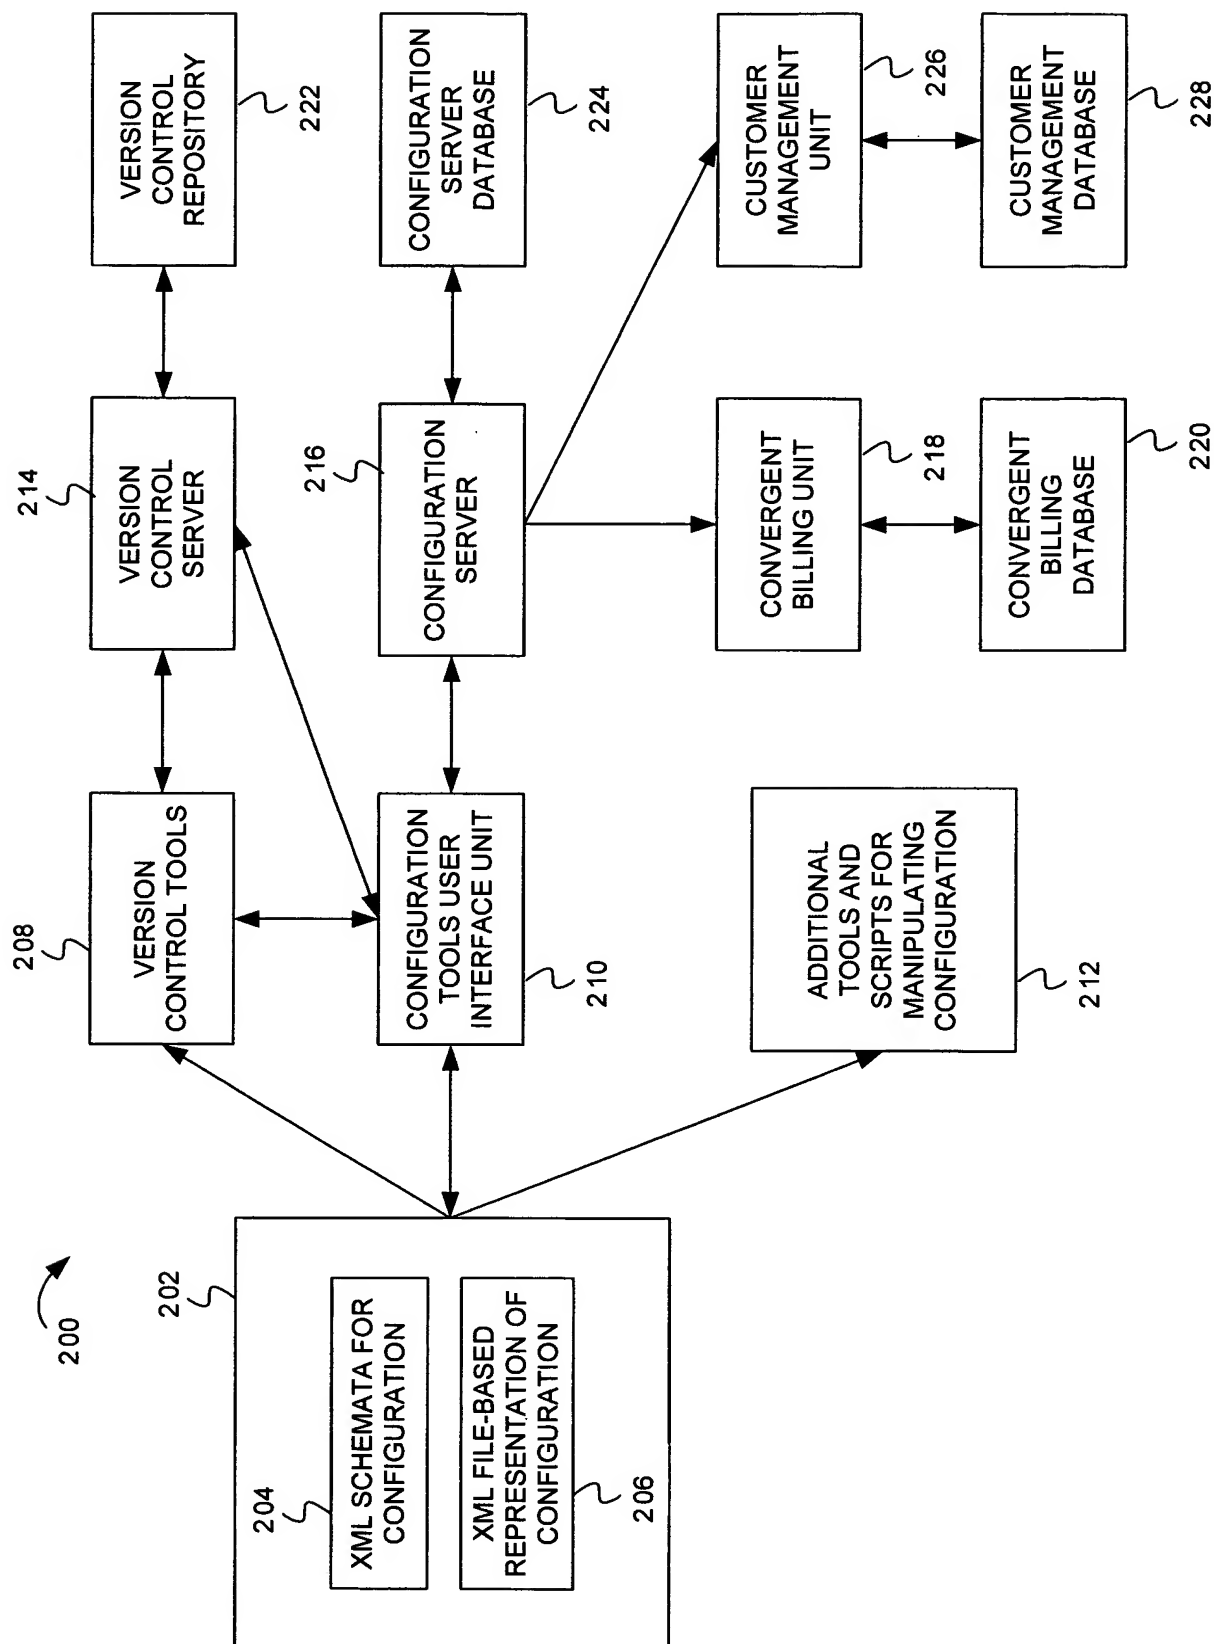 200
202
XML SCHEMATA FOR
CONFIGURATION
204
XML FILE-BASED
REPRESENTATION OF
CONFIGURATION
206
208
VERSION
CONTROL TOOLS
CONFIGURATION
TOOLS USER
INTERFACE UNIT
210
ADDITIONAL
TOOLS AND
SCRIPTS FOR
MANIPULATING
CONFIGURATION
212
214
VERSION
CONTROL
SERVER
216
CONFIGURATION
SERVER
CONVERGENT
BILLING UNIT
218
CONVERGENT
BILLING
DATABASE
220
VERSION
CONTROL
REPOSITORY
222
CONFIGURATION
SERVER
DATABASE
224
CUSTOMER
MANAGEMENT
UNIT
226
CUSTOMER
MANAGEMENT
DATABASE
228